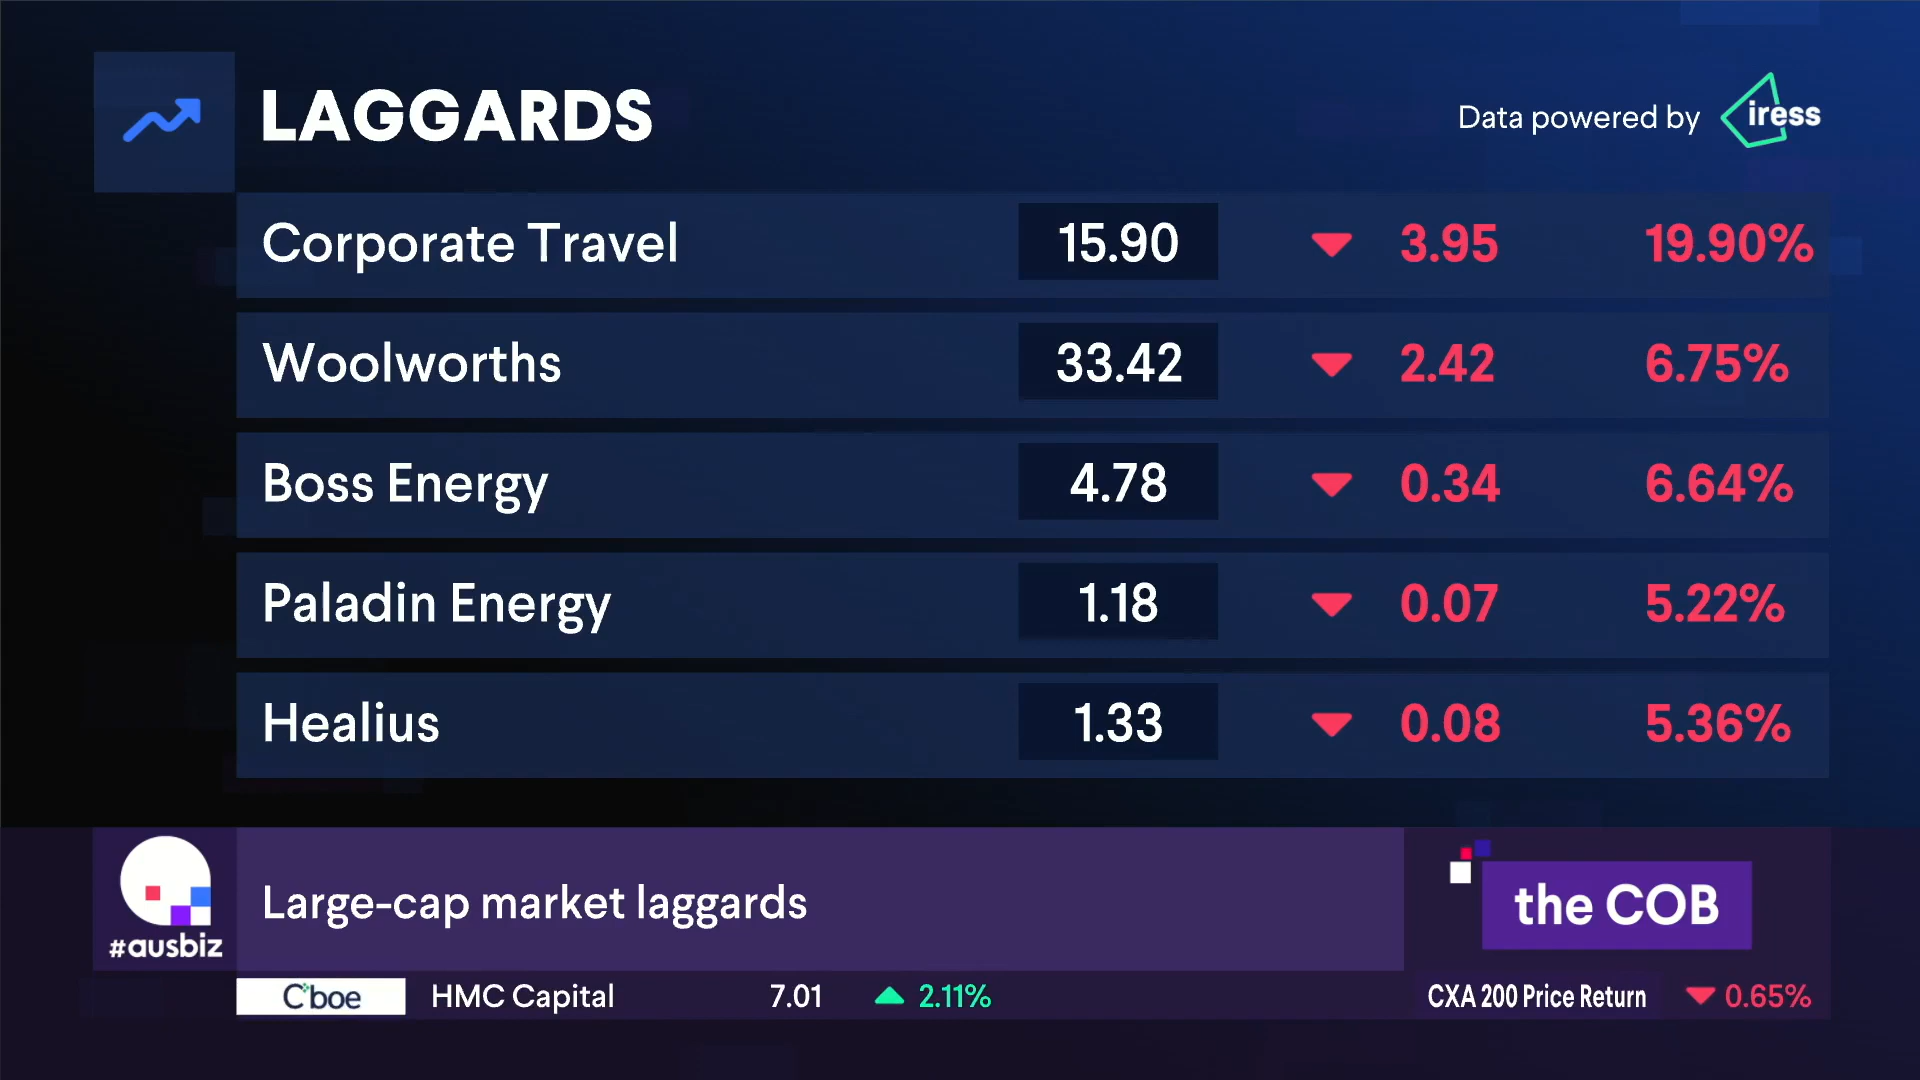 LAGGARDS
Data powered by iress
Corporate Travel 15.90 3.95 19.90%
Woolworths 33.42 2.42 6.75%
Boss Energy 4.78 0.34 6.64%
Paladin Energy 1.18 0.07 5.22%
Healius 1.33 0.08 5.36%
Large-cap market laggards
#ausbiz
the COB
Cboe HMC Capital 7.01 2.11% CXA 200 Price Return 0.65%